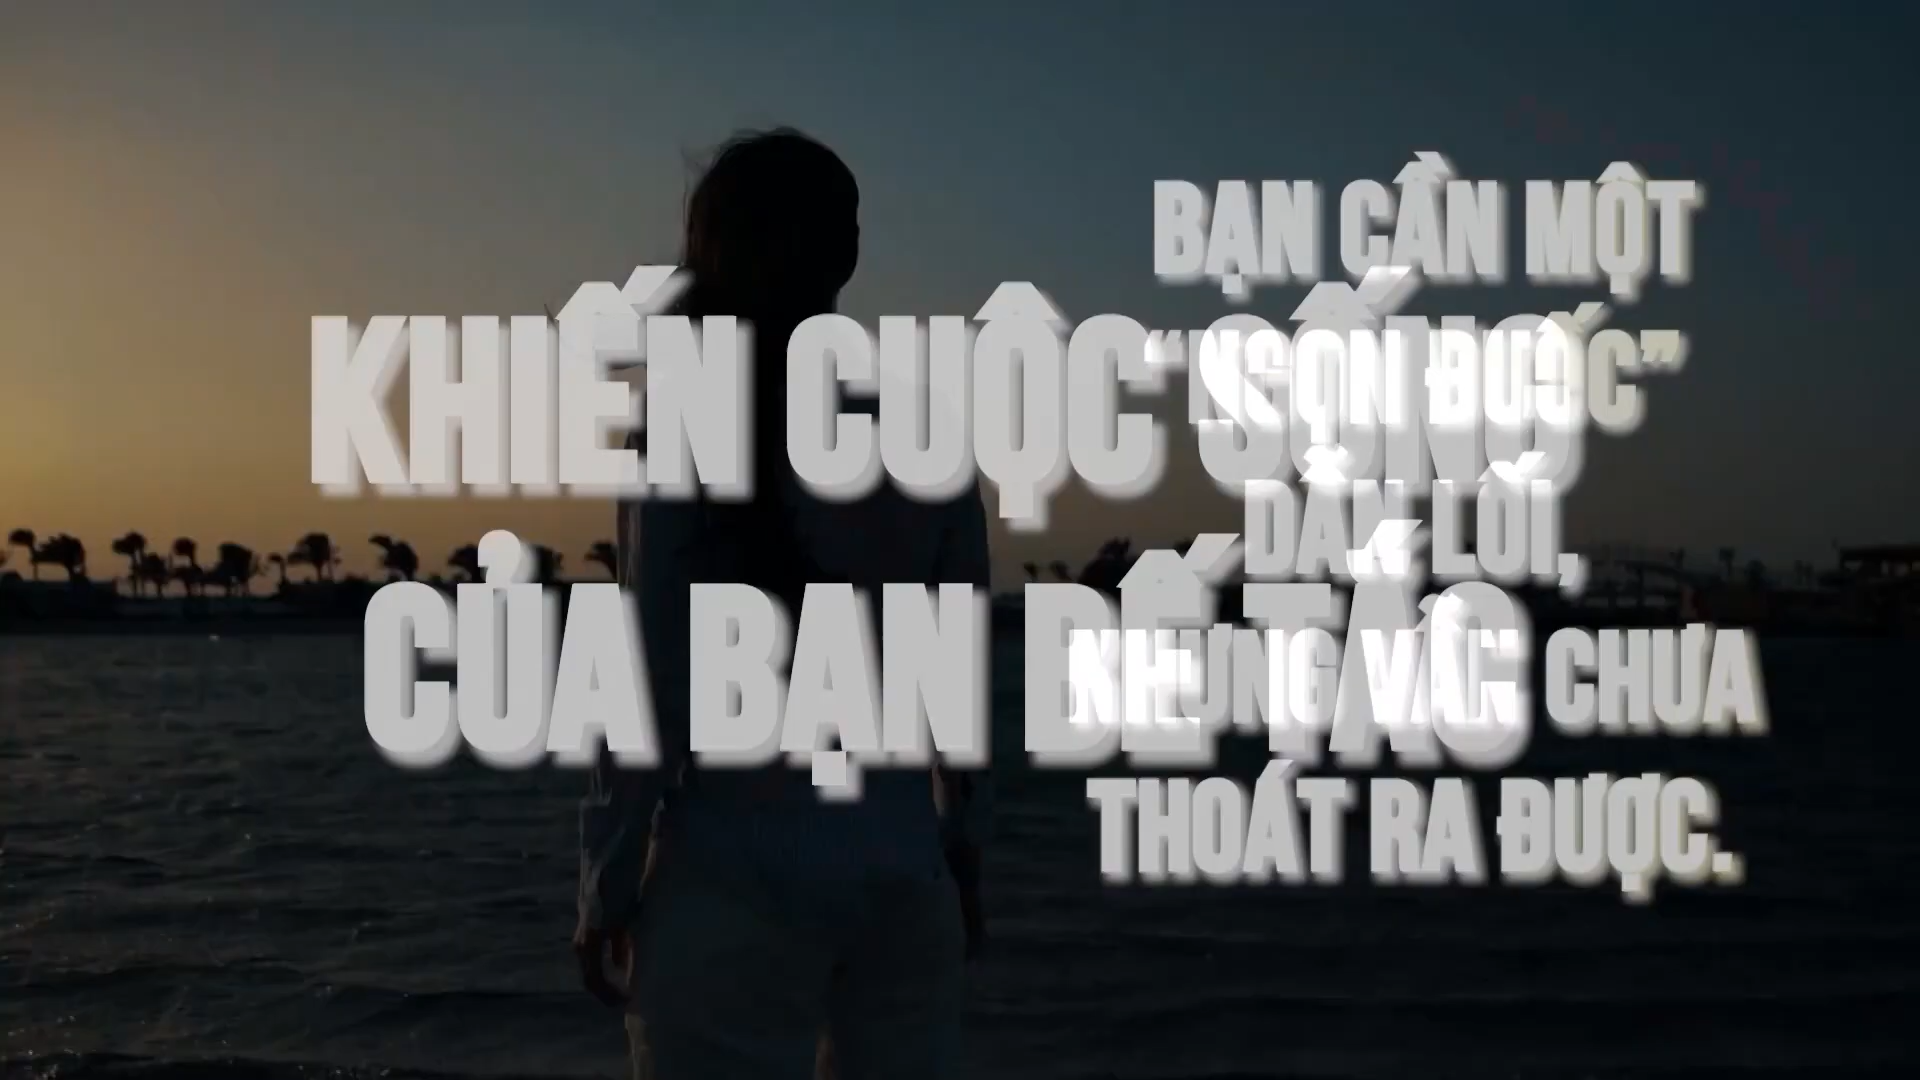 KHIẾN CUỘC SỐNG
CỦA BẠN BẾ TẮC
BẠN CẦN MỘT
“NGỌN ĐUỐC”
DẪN LỐI,
NHƯNG VẪN CHƯA
THOÁT RA ĐƯỢC.